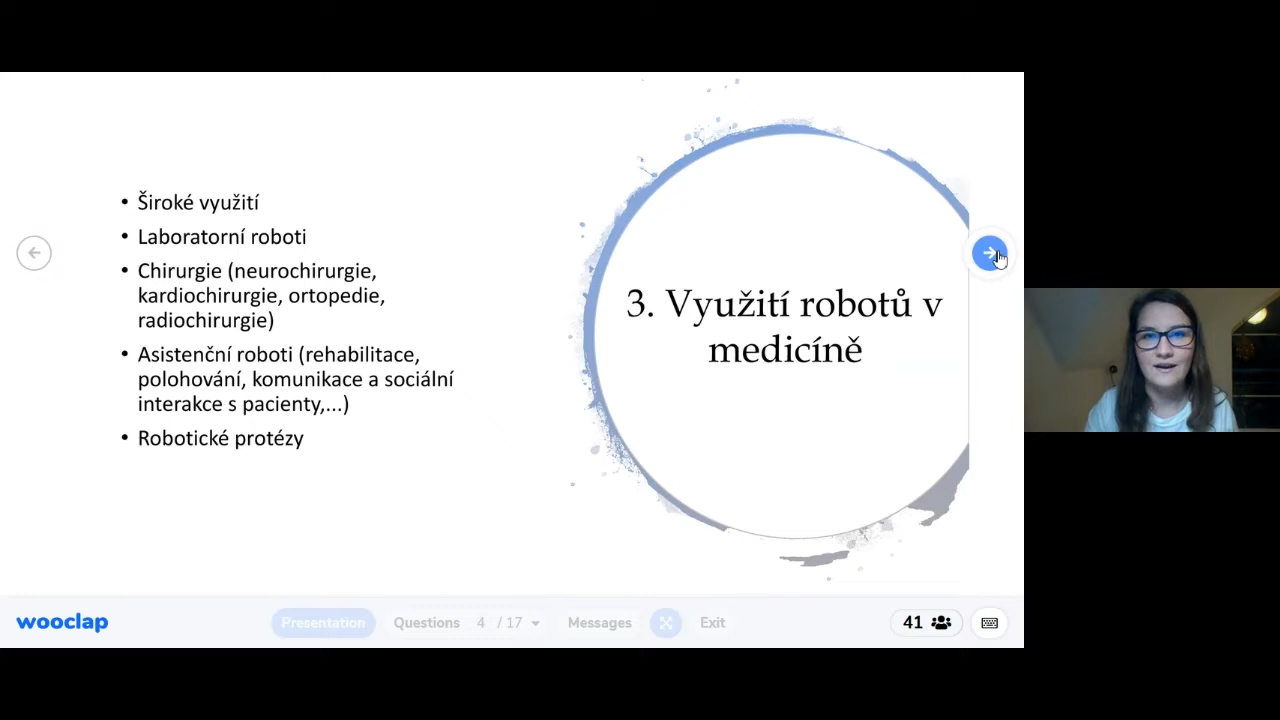 • Široké využití
• Laboratorní roboti
• Chirurgie (neurochirurgie,
kardiochirurgie, ortopedie,
radiochirurgie)
• Asistenční roboti (rehabilitace,
polohování, komunikace a sociální
interakce s pacienty,...)
• Robotické protézy
3. Využití robotů v
medicíně
wooclap Presentation Questions 4 / 17 Messages Exit 41